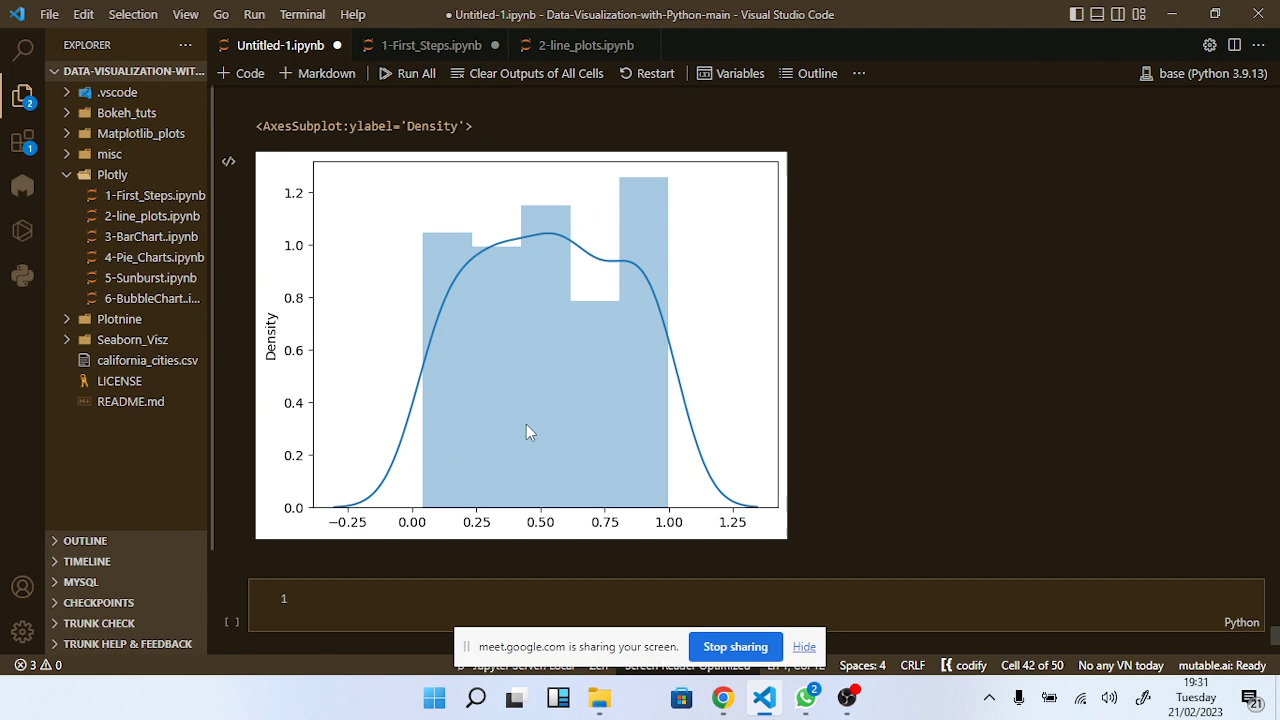 File Edit Selection View Go Run Terminal Help
● Untitled-1.ipynb - Data-Visualization-with-Python-main - Visual Studio Code
EXPLORER
Untitled-1.ipynb
1-First_Steps.ipynb
2-line_plots.ipynb
DATA-VISUALIZATION-WIT...
+ Code + Markdown Run All Clear Outputs of All Cells Restart Variables Outline ...
base (Python 3.9.13)
.vscode
Bokeh_tuts
Matplotlib_plots
misc
Plotly
1-First_Steps.ipynb
2-line_plots.ipynb
3-BarChart..ipynb
4-Pie_Charts.ipynb
5-Sunburst.ipynb
6-BubbleChart..i...
Plotnine
Seaborn_Visz
california_cities.csv
LICENSE
README.md
OUTLINE
TIMELINE
MYSQL
CHECKPOINTS
TRUNK CHECK
TRUNK HELP & FEEDBACK
2
1
<AxesSubplot:ylabel='Density'>
Density
1.2
1.0
0.8
0.6
0.4
0.2
0.0
−0.25 0.00 0.25 0.50 0.75 1.00 1.25
1
[ ]
Python
meet.google.com is sharing your screen.
Stop sharing
Hide
3 0
Spaces: 4 CRLF codify Cell 42 of 50 No any VN today mutable.ai: Ready
2
19:31
Tuesday
21/02/2023
21